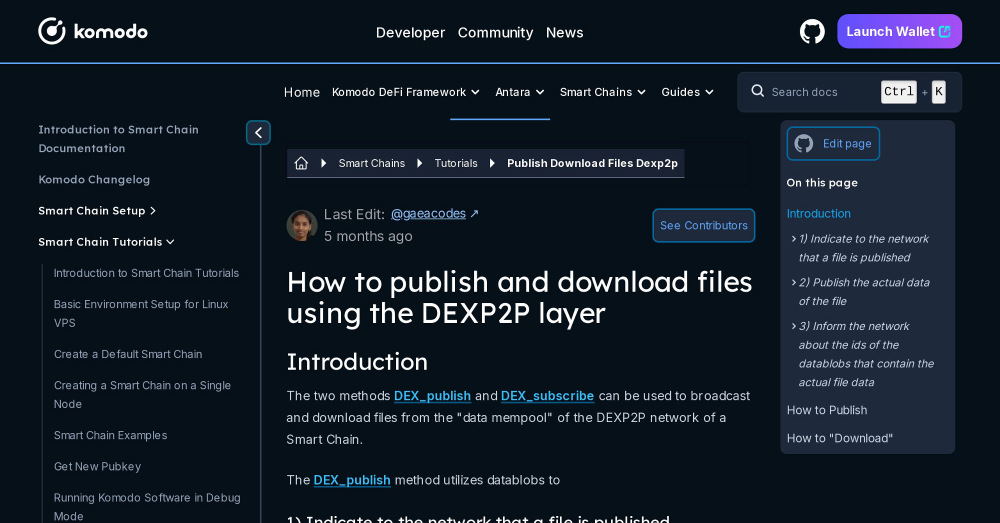 komodo
Developer Community News
Launch Wallet
Home Komodo DeFi Framework Antara Smart Chains Guides
Search docs Ctrl + K
Introduction to Smart Chain
Documentation
Komodo Changelog
Smart Chain Setup
Smart Chain Tutorials
Introduction to Smart Chain Tutorials
Basic Environment Setup for Linux
VPS
Create a Default Smart Chain
Creating a Smart Chain on a Single
Node
Smart Chain Examples
Get New Pubkey
Running Komodo Software in Debug
Mode
Smart Chains Tutorials Publish Download Files Dexp2p
Last Edit: @gaeacodes ↗
5 months ago
See Contributors
How to publish and download files
using the DEXP2P layer
Introduction
The two methods DEX_publish and DEX_subscribe can be used to broadcast
and download files from the "data mempool" of the DEXP2P network of a
Smart Chain.
The DEX_publish method utilizes datablobs to
1) Indicate to the network that a file is published
Edit page
On this page
Introduction
1) Indicate to the network
that a file is published
2) Publish the actual data
of the file
3) Inform the network
about the ids of the
datablobs that contain the
actual file data
How to Publish
How to "Download"